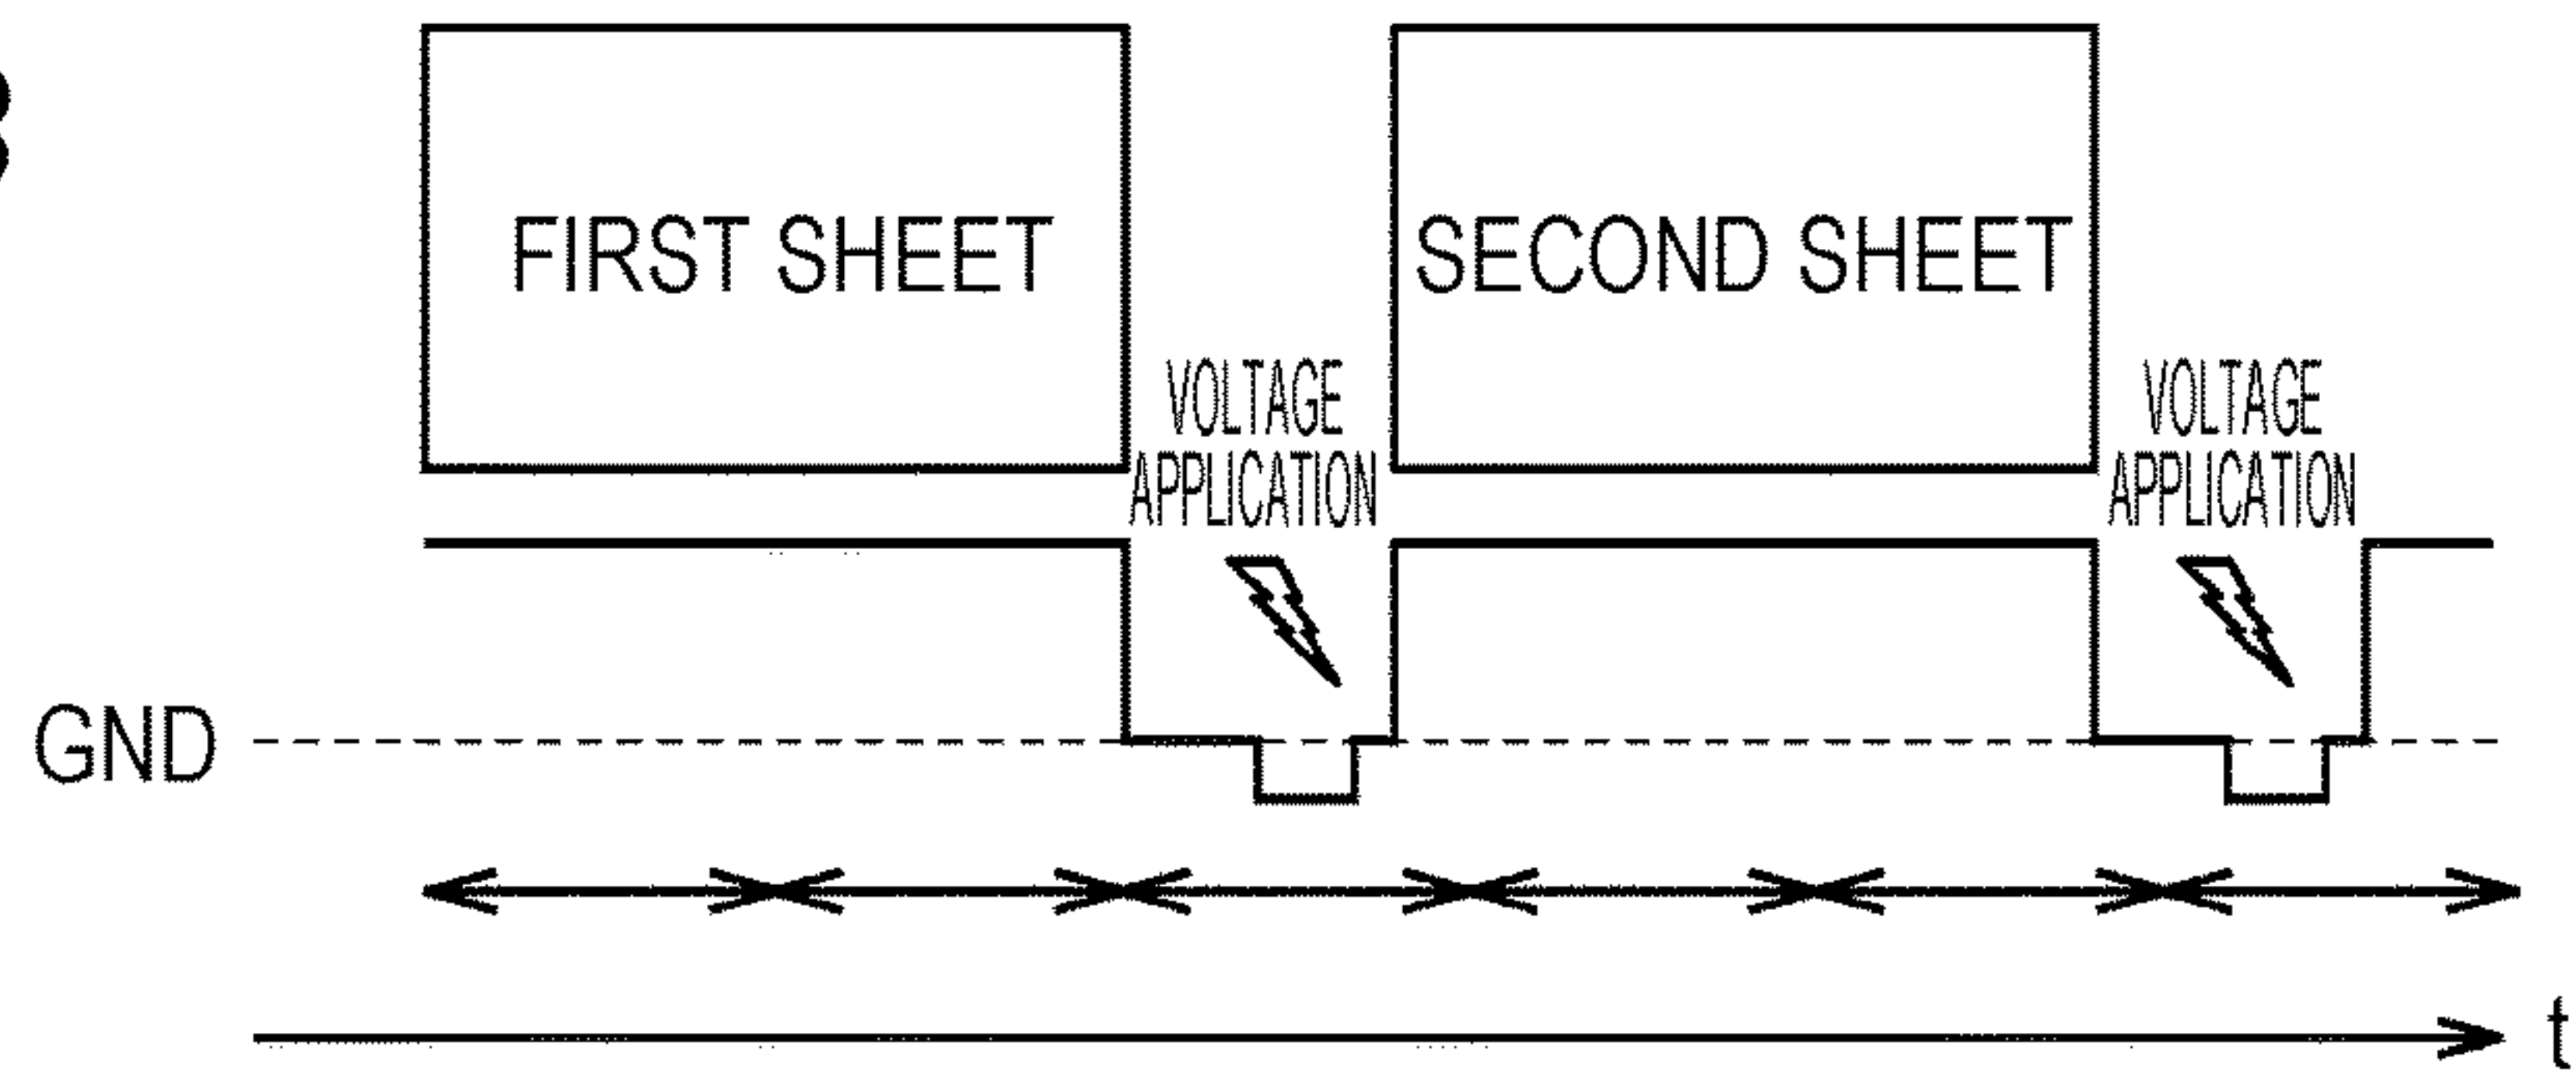 FIRST SHEET
SECOND SHEET
VOLTAGE
APPLICATION
VOLTAGE
APPLICATION
GND
t